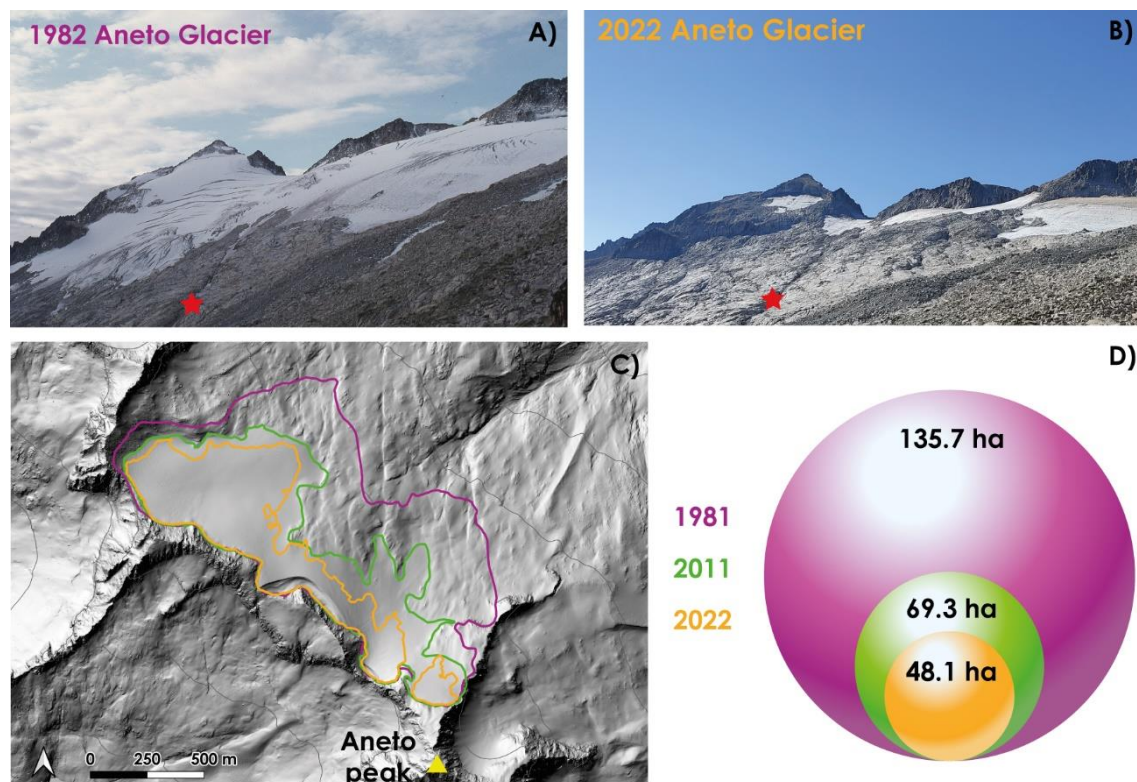 1982 Aneto Glacier
A)
2022 Aneto Glacier
B)
C)
Aneto
peak
0 250 500 m
D)
1981
2011
2022
135.7 ha
69.3 ha
48.1 ha